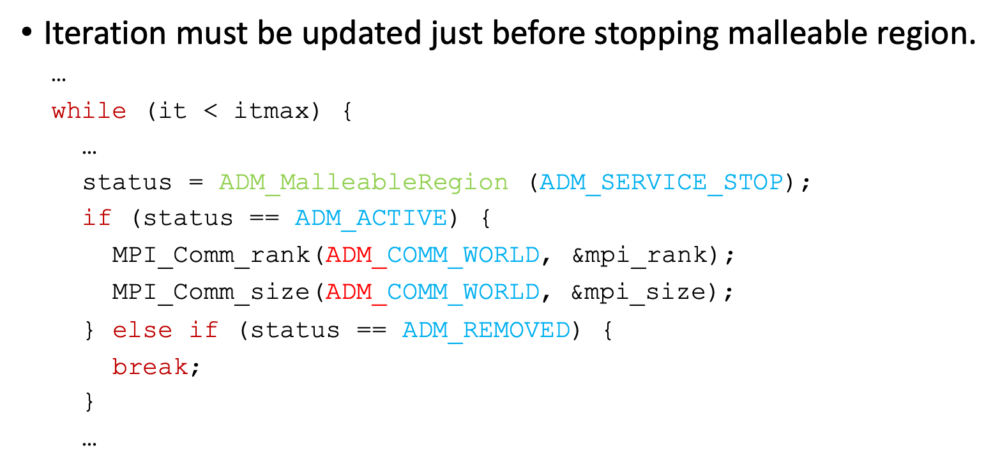 • Iteration must be updated just before stopping malleable region.
…
while (it < itmax) {
…
status = ADM_MalleableRegion (ADM_SERVICE_STOP);
if (status == ADM_ACTIVE) {
MPI_Comm_rank(ADM_COMM_WORLD, &mpi_rank);
MPI_Comm_size(ADM_COMM_WORLD, &mpi_size);
} else if (status == ADM_REMOVED) {
break;
}
…